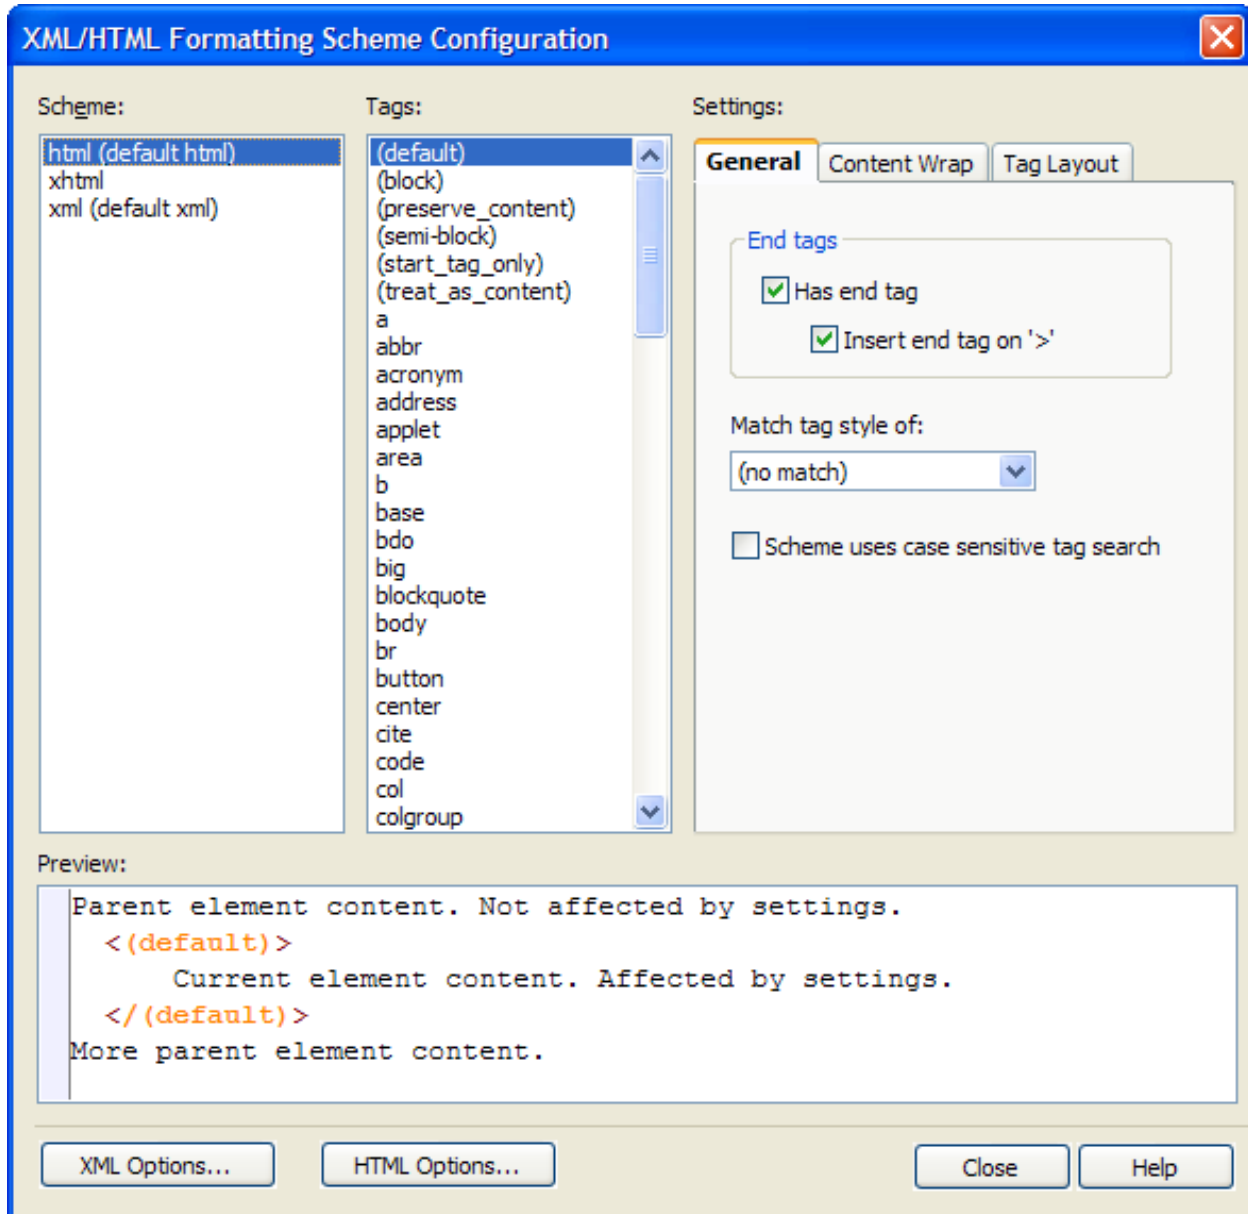 XML/HTML Formatting Scheme Configuration
Scheme:
html (default html)
xhtml
xml (default xml)
Tags:
(default)
(block)
(preserve_content)
(semi-block)
(start_tag_only)
(treat_as_content)
a
abbr
acronym
address
applet
area
b
base
bdo
big
blockquote
body
br
button
center
cite
code
col
colgroup
Settings:
General Content Wrap Tag Layout
End tags
Has end tag
Insert end tag on '>'
Match tag style of:
(no match)
Scheme uses case sensitive tag search
Preview:
Parent element content. Not affected by settings.
<(default)>
Current element content. Affected by settings.
</(default)>
More parent element content.
XML Options... HTML Options... Close Help